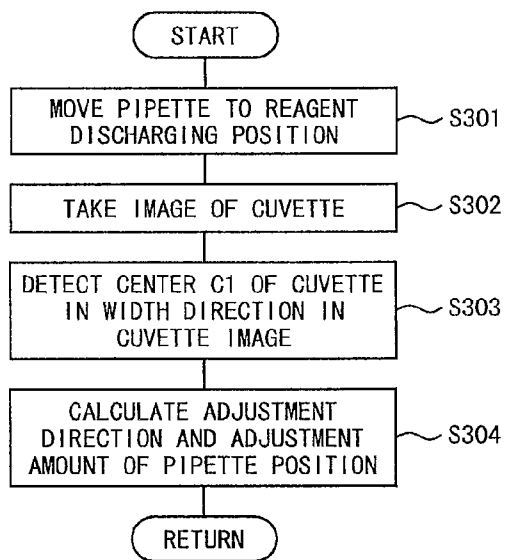 START
MOVE PIPETTE TO REAGENT
DISCHARGING POSITION
S301
TAKE IMAGE OF CUVETTE
S302
DETECT CENTER C1 OF CUVETTE
IN WIDTH DIRECTION IN
CUVETTE IMAGE
S303
CALCULATE ADJUSTMENT
DIRECTION AND ADJUSTMENT
AMOUNT OF PIPETTE POSITION
S304
RETURN